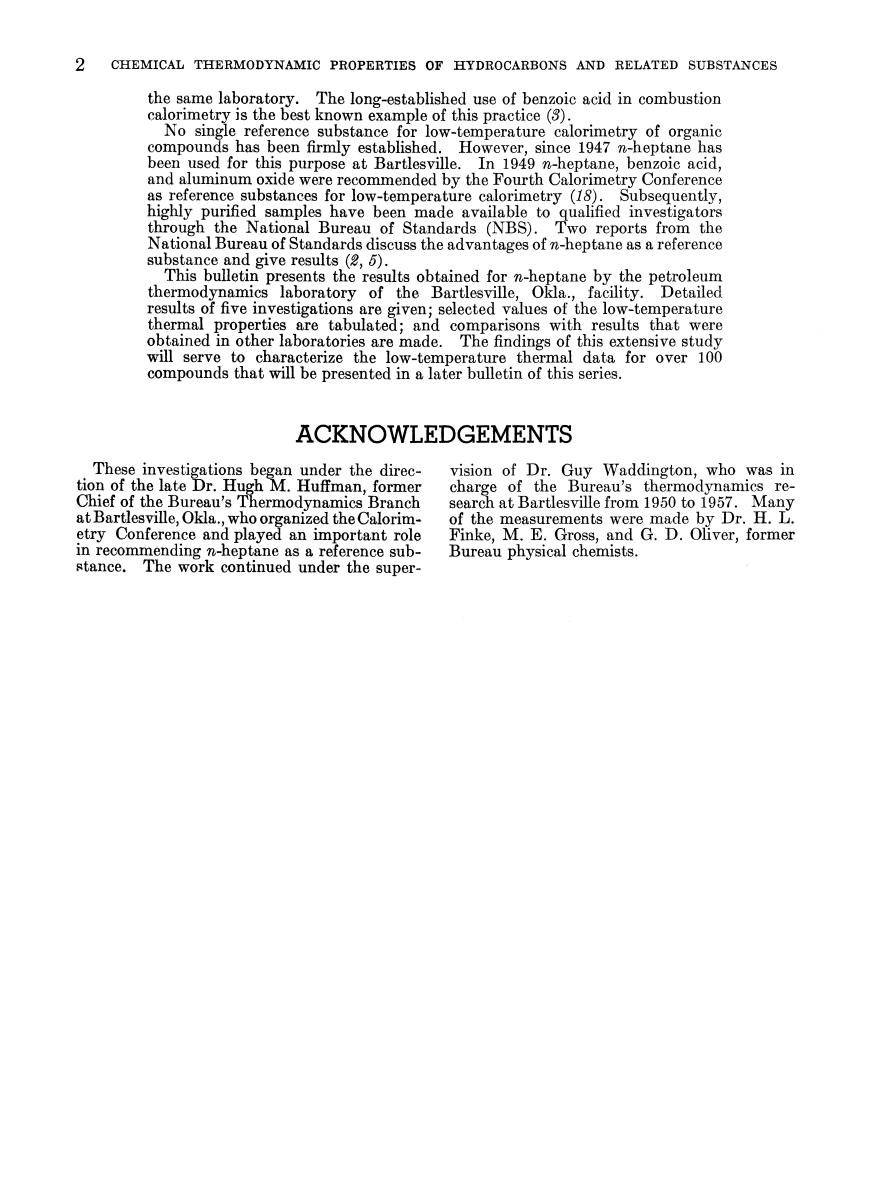 2 CHEMICAL THERMODYNAMIC PROPERTIES OF HYDROCARBONS AND RELATED SUBSTANCES
the same laboratory. The long-established use of benzoic acid in combustion
calorimetry is the best known example of this practice (3).
No single reference substance for low-temperature calorimetry of organic
compounds has been firmly established. However, since 1947 n-heptane has
been used for this purpose at Bartlesville. In 1949 n-heptane, benzoic acid,
and aluminum oxide were recommended by the Fourth Calorimetry Conference
as reference substances for low-temperature calorimetry (18). Subsequently,
highly purified samples have been made available to qualified investigators
through the National Bureau of Standards (NBS). Two reports from the
National Bureau of Standards discuss the advantages of n-heptane as a reference
substance and give results (2, 5).
This bulletin presents the results obtained for n-heptane by the petroleum
thermodynamics laboratory of the Bartlesville, Okla., facility. Detailed
results of five investigations are given; selected values of the low-temperature
thermal properties are tabulated; and comparisons with results that were
obtained in other laboratories are made. The findings of this extensive study
will serve to characterize the low-temperature thermal data for over 100
compounds that will be presented in a later bulletin of this series.
ACKNOWLEDGEMENTS
These investigations began under the direc-
tion of the late Dr. Hugh M. Huffman, former
Chief of the Bureau's Thermodynamics Branch
at Bartlesville, Okla., who organized the Calorim-
etry Conference and played an important role
in recommending n-heptane as a reference sub-
stance. The work continued under the super-
vision of Dr. Guy Waddington, who was in
charge of the Bureau's thermodynamics re-
search at Bartlesville from 1950 to 1957. Many
of the measurements were made by Dr. H. L.
Finke, M. E. Gross, and G. D. Oliver, former
Bureau physical chemists.